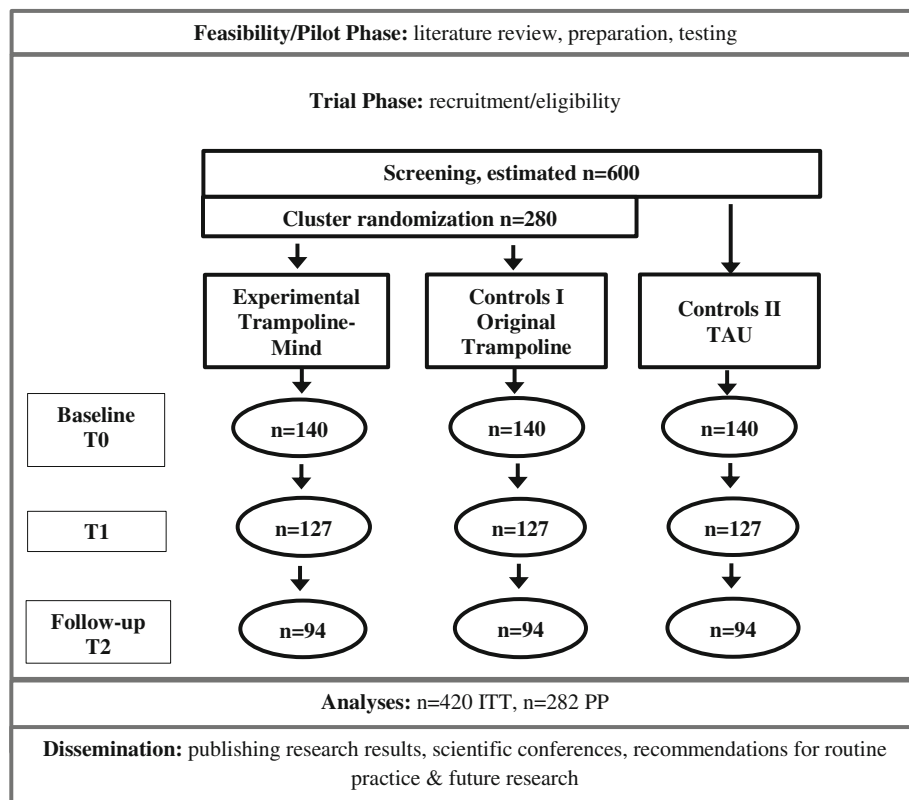 Feasibility/Pilot Phase: literature review, preparation, testing
Trial Phase: recruitment/eligibility
Screening, estimated n=600
Cluster randomization n=280
Experimental
Trampoline-
Mind
Controls I
Original
Trampoline
Controls II
TAU
Baseline
T0
n=140
n=140
n=140
T1
n=127
n=127
n=127
Follow-up
T2
n=94
n=94
n=94
Analyses: n=420 ITT, n=282 PP
Dissemination: publishing research results, scientific conferences, recommendations for routine
practice & future research